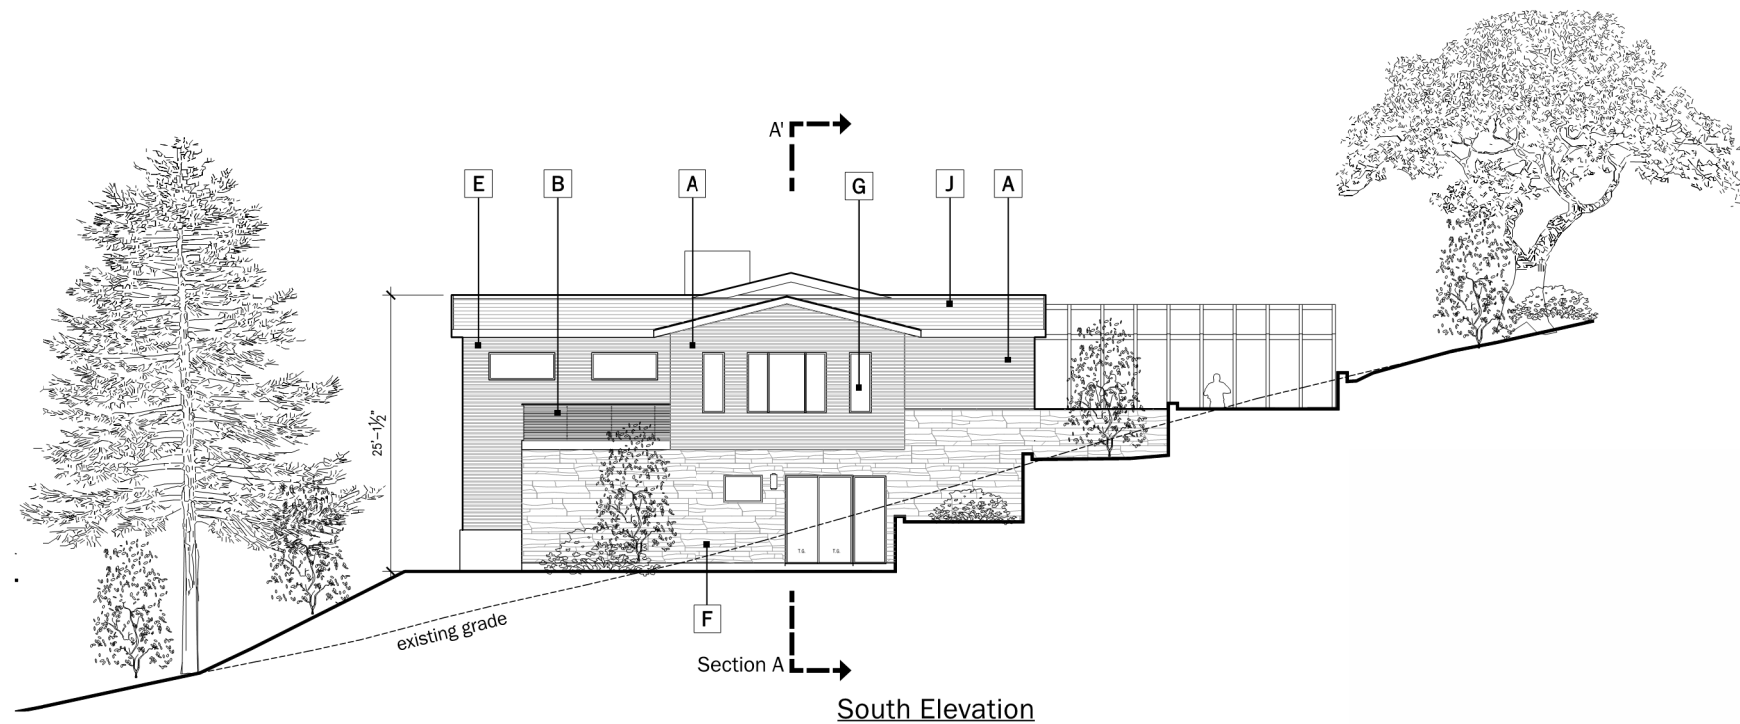 A'
E
B
A
G
J
A
25'–1½"
T.G.
T.G.
F
existing grade
Section A
South Elevation